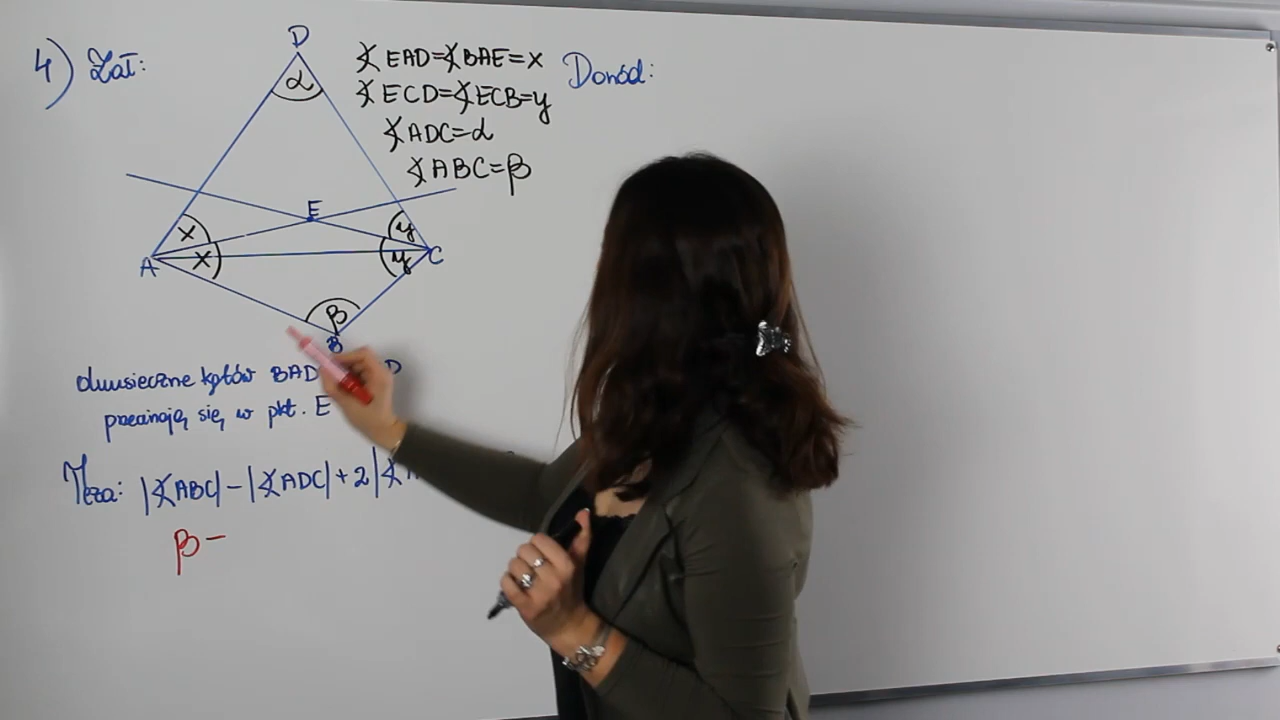 4) Zał:
D
α
∢EAD=∢BAE=x
∢ECD=∢ECB=y
∢ADC=α
∢ABC=β
Dowód:
E
x
y
A
x
y
C
β
B
dwusieczne kątów BAD D
przecinają się w pkt. E
Teza: |∢ABC|-|∢ADC|+2|∢A
β-